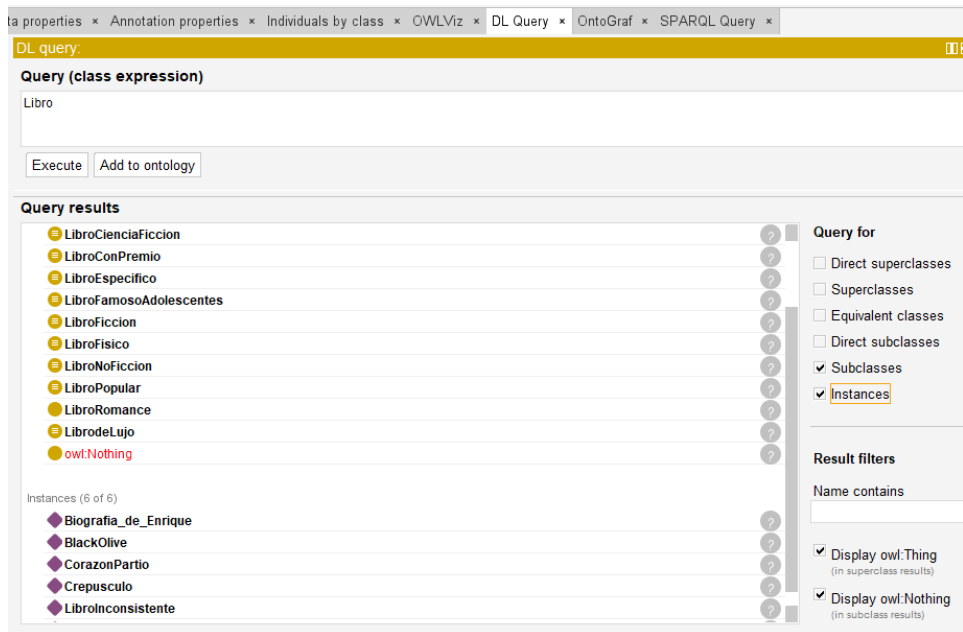 ta properties × Annotation properties × Individuals by class × OWLViz × DL Query × OntoGraf × SPARQL Query ×
DL query:
Query (class expression)
Libro
Execute Add to ontology
Query results
LibroCienciaFiccion ?
LibroConPremio ?
LibroEspecifico ?
LibroFamosoAdolescentes ?
LibroFiccion ?
LibroFisico ?
LibroNoFiccion ?
LibroPopular ?
LibroRomance ?
LibrodeLujo ?
owl:Nothing ?
Instances (6 of 6)
Biografia_de_Enrique ?
BlackOlive ?
CorazonPartio ?
Crepusculo ?
LibroInconsistente ?
Query for
Direct superclasses
Superclasses
Equivalent classes
Direct subclasses
Subclasses
Instances
Result filters
Name contains
Display owl:Thing
(in superclass results)
Display owl:Nothing
(in subclass results)